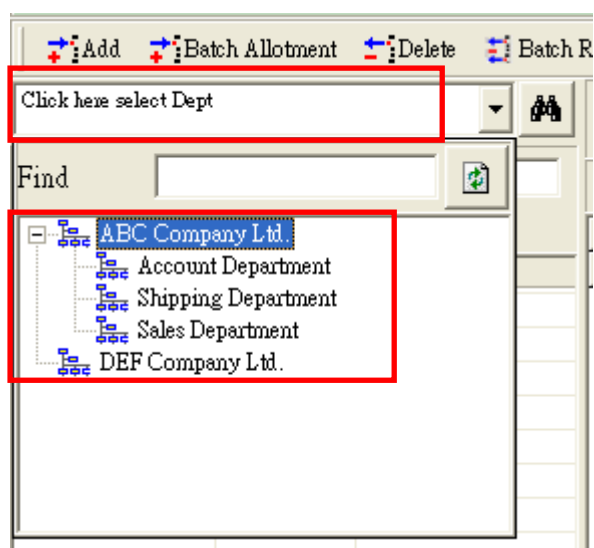 Add Batch Allotment Delete Batch R
Click here select Dept
Find
ABC Company Ltd.
Account Department
Shipping Department
Sales Department
DEF Company Ltd.